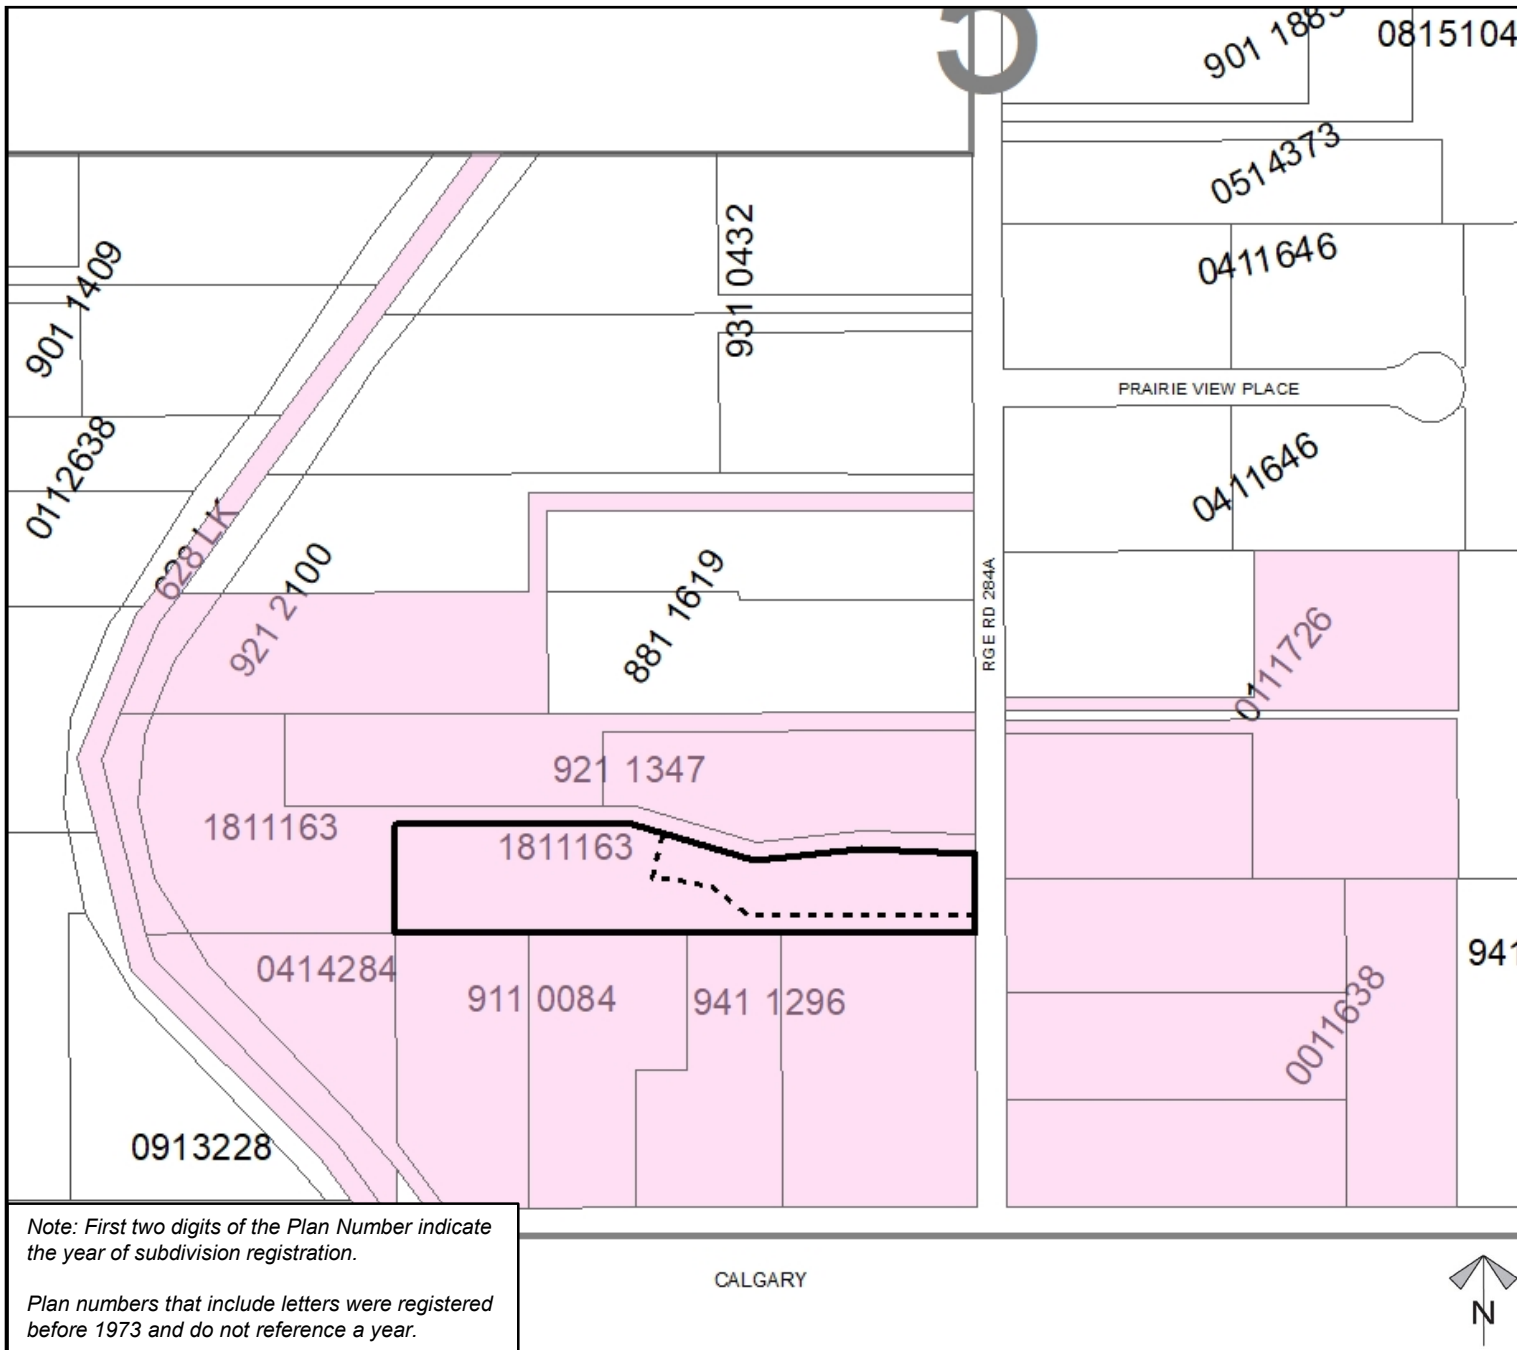 901 1883
0815104
0514373
0411646
931 0432
901 1409
PRAIRIE VIEW PLACE
0112638
0411646
628 LK
921 2100
881 1619
RGE RD 284A
0111726
921 1347
1811163
1811163
0414284
911 0084
941 1296
941
0011638
0913228
Note: First two digits of the Plan Number indicate
the year of subdivision registration.
Plan numbers that include letters were registered
before 1973 and do not reference a year.
CALGARY
N